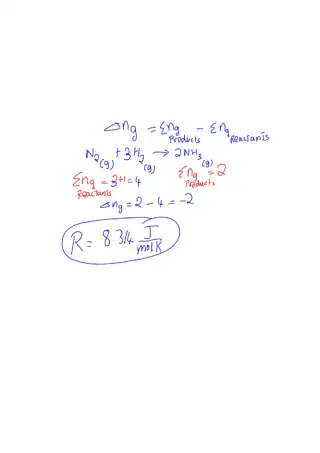 Δng = Σng Products − Σng Reactants
N2(g) + 3H2(g) → 2NH3(g)
Σng Reactants = 3+1 = 4 Σng Products = 2
Δng = 2 − 4 = −2
R = 8.314 J/mol K